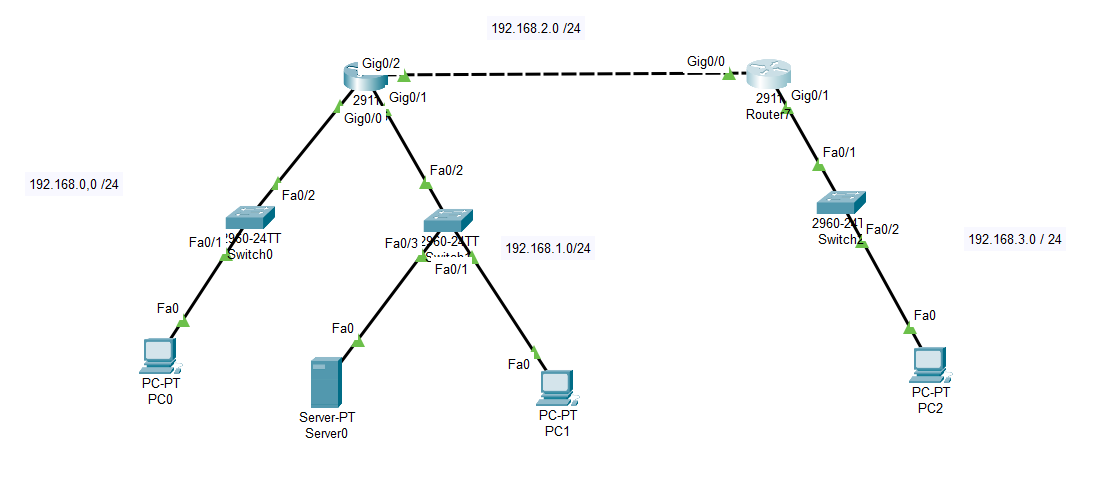 192.168.2.0 /24
Gig0/2
Gig0/0
2911
Gig0/1
Gig0/0
2911
Gig0/1
Router7
Fa0/1
Fa0/2
192.168.0,0 /24
Fa0/2
2960-24TT
Switch0
Fa0/1
Fa0/3
2960-24TT
Fa0/1
192.168.1.0/24
Fa0/2
Switch2
192.168.3.0 / 24
Fa0
PC-PT
PC0
Fa0
Server-PT
Server0
Fa0
PC-PT
PC1
Fa0
PC-PT
PC2